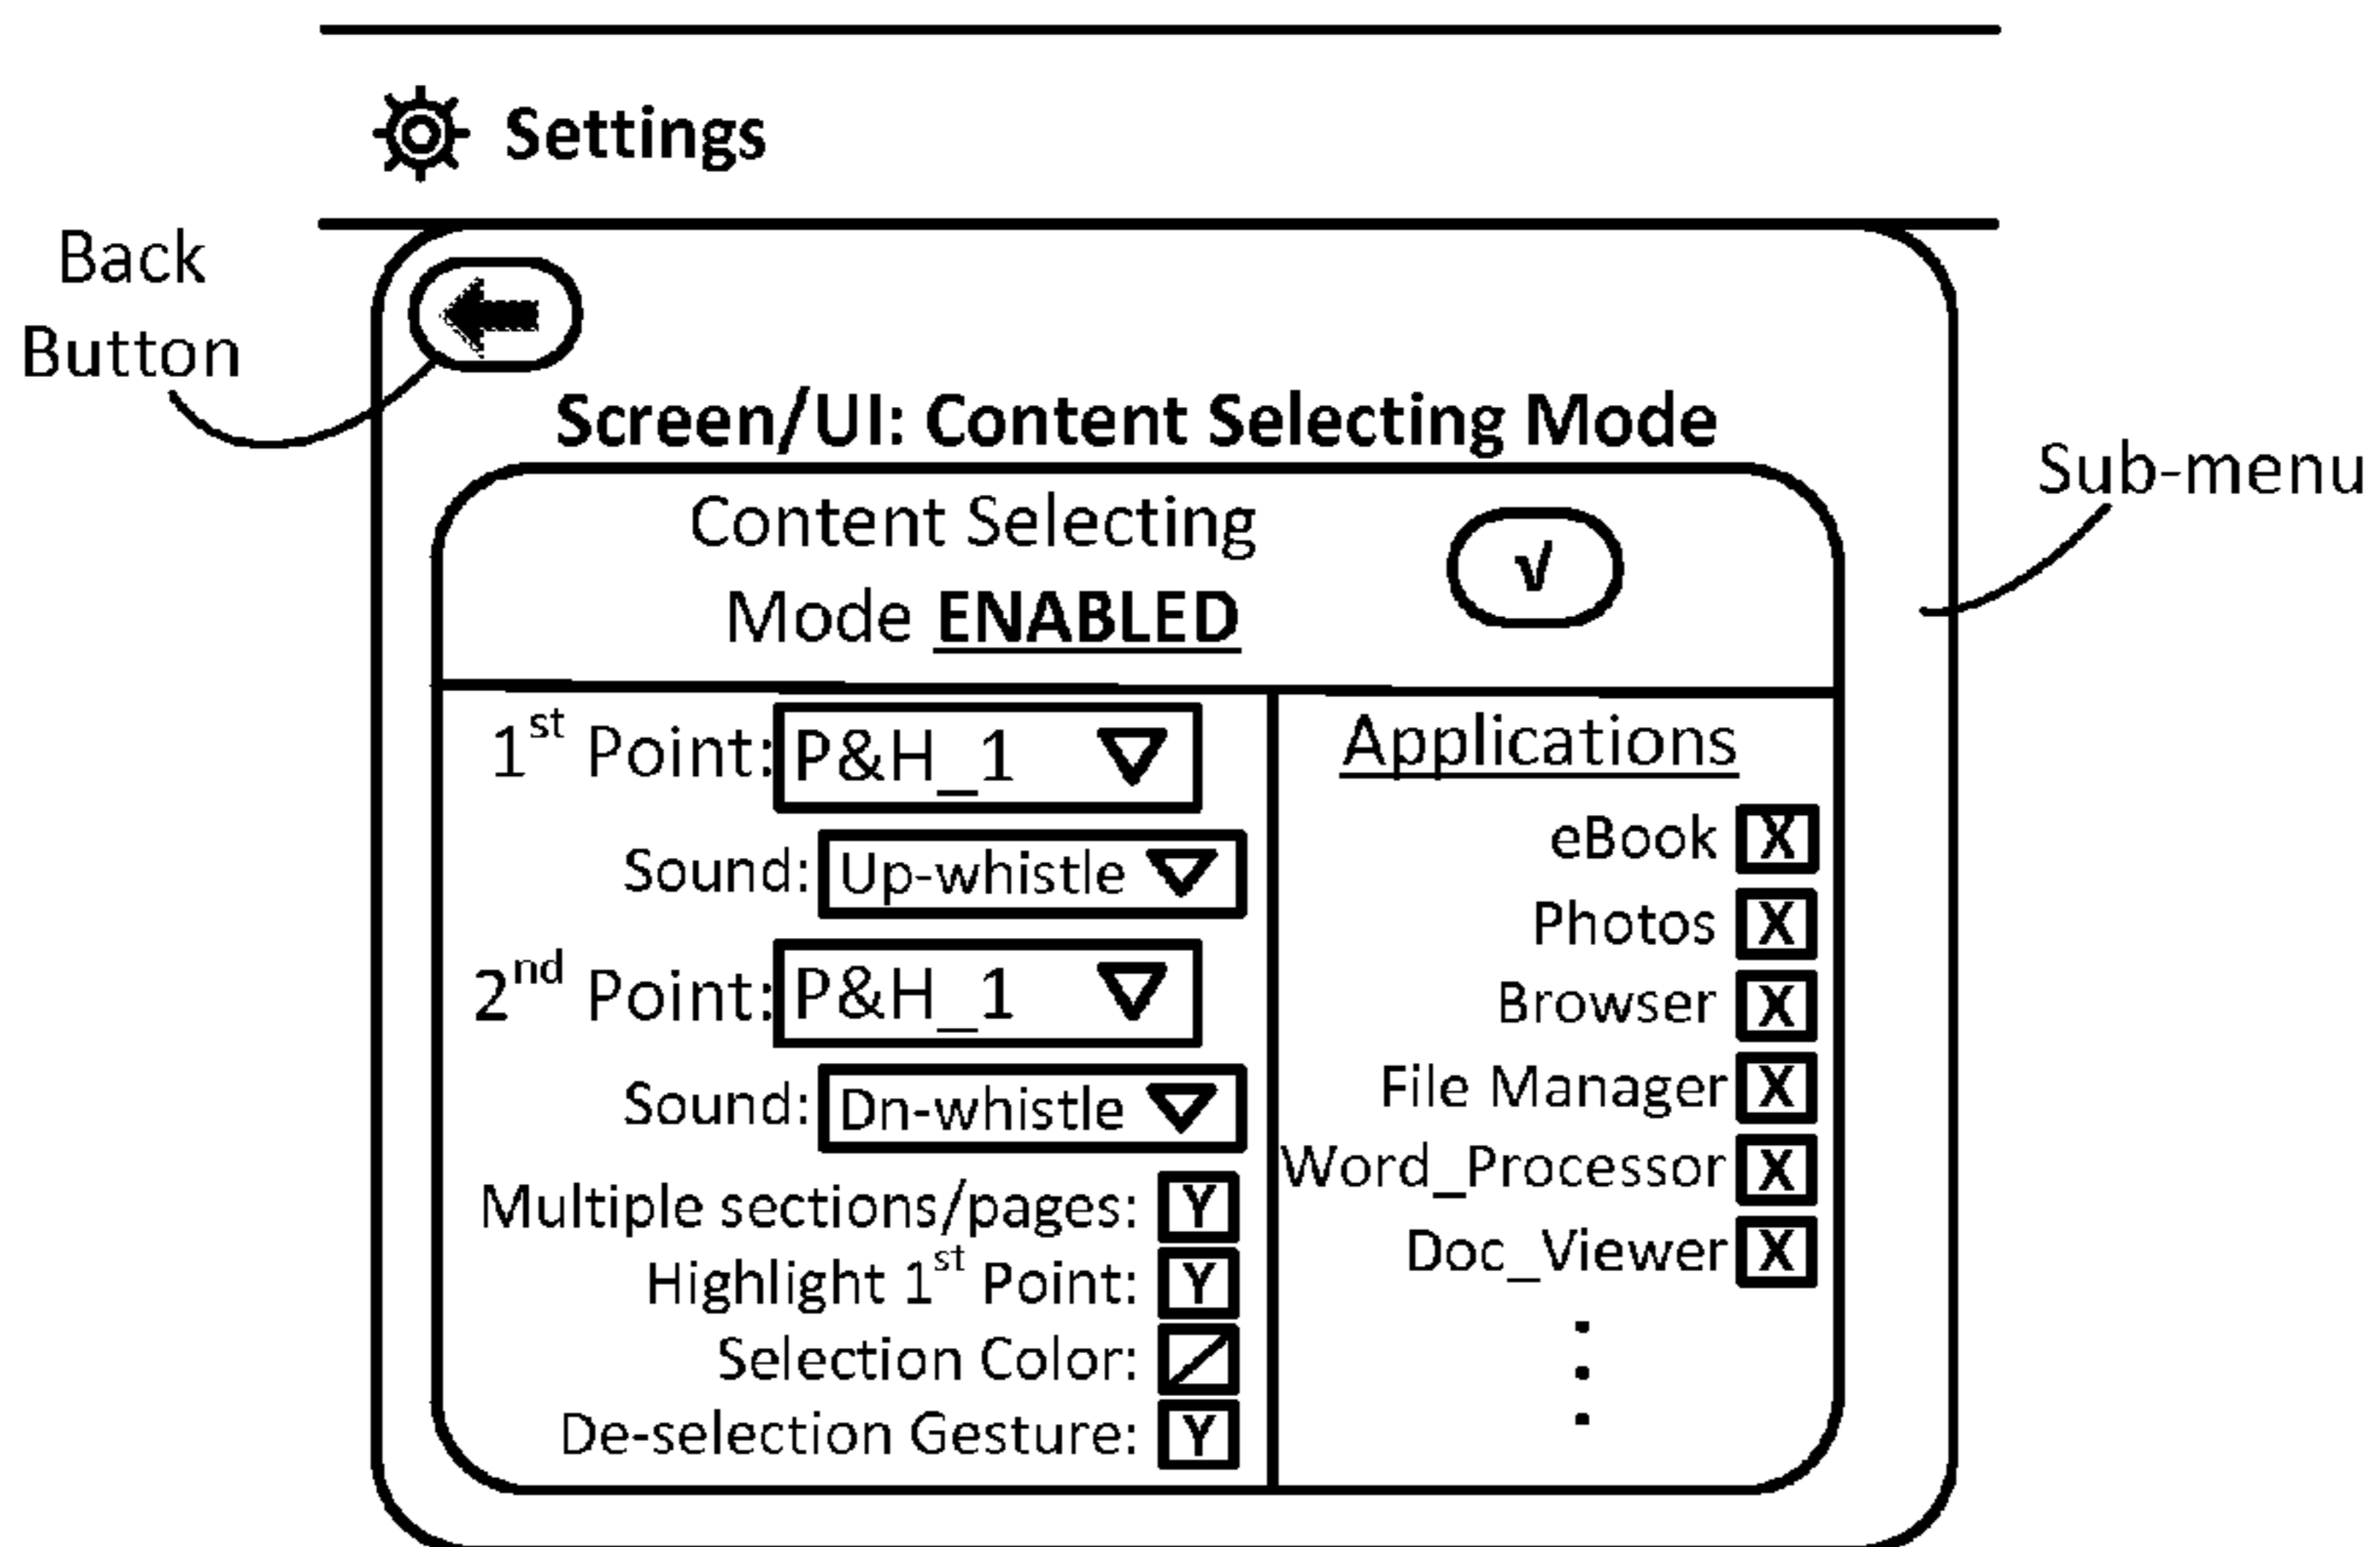 Settings
Back
Button
Screen/UI: Content Selecting Mode
Sub-menu
Content Selecting
Mode ENABLED
√
1st Point: P&H_1
Sound: Up-whistle
2nd Point: P&H_1
Sound: Dn-whistle
Multiple sections/pages: Y
Highlight 1st Point: Y
Selection Color:
De-selection Gesture: Y
Applications
eBook X
Photos X
Browser X
File Manager X
Word_Processor X
Doc_Viewer X